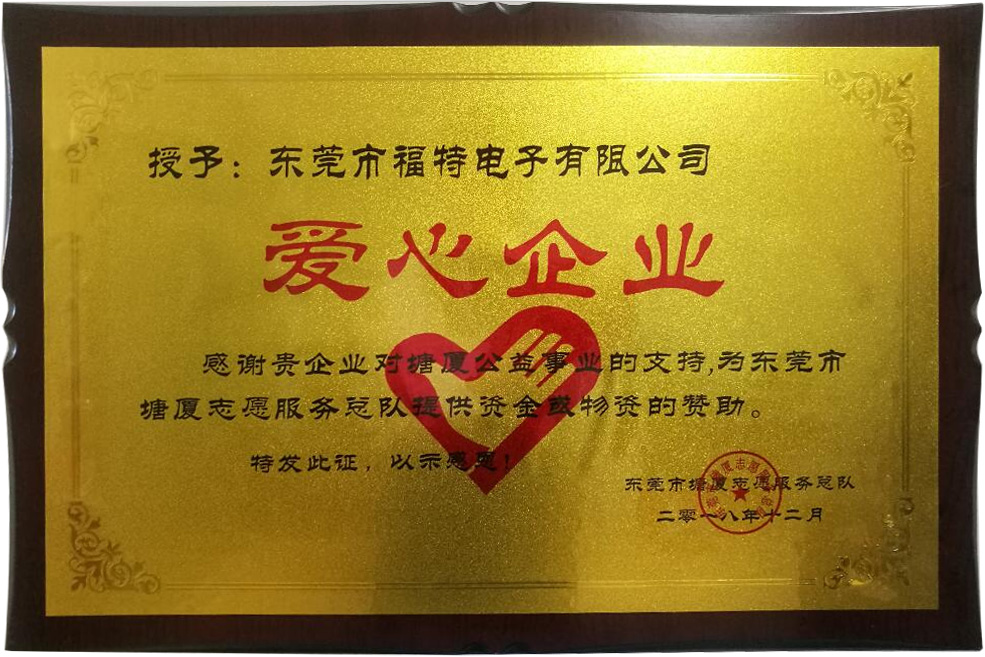 授予：东莞市福特电子有限公司
爱心企业
感谢贵企业对塘厦公益事业的支持,为东莞市
塘厦志愿服务总队提供资金或物资的赞助。
特发此证，以示感恩！
东莞市塘厦志愿服务总队
二零一八年十二月